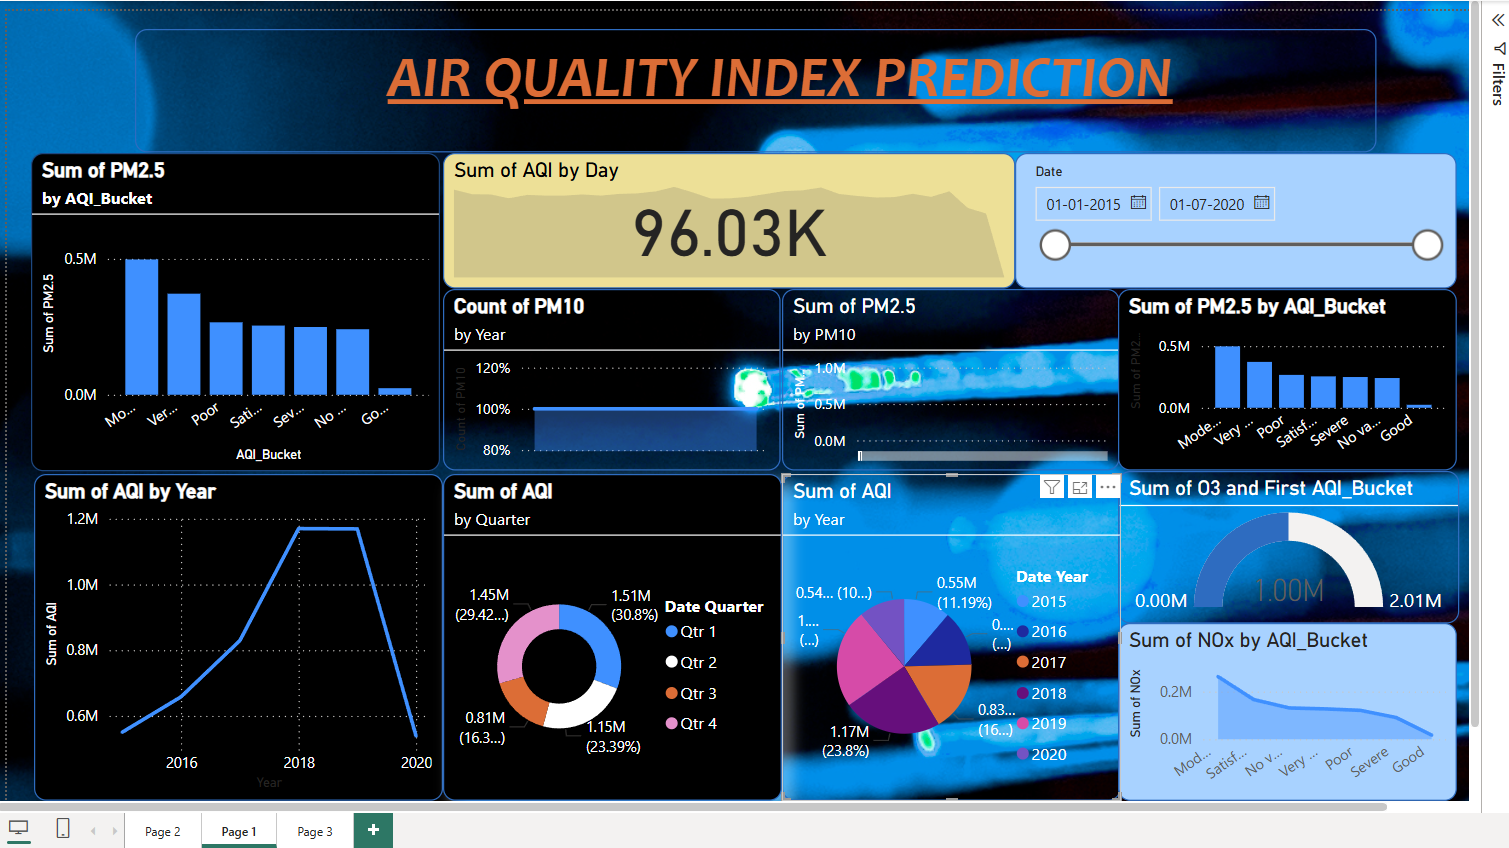 AIR QUALITY INDEX PREDICTION
Filters
Sum of PM2.5
by AQI_Bucket
Sum of PM2.5
0.5M
0.0M
Mo...
Ver...
Poor
Sati...
Sev...
No ...
Go...
AQI_Bucket
Sum of AQI by Day
96.03K
Date
01-01-2015
01-07-2020
Count of PM10
by Year
Count of PM10
120%
100%
80%
Sum of PM2.5
by PM10
Sum of PM...
1.0M
0.5M
0.0M
Sum of PM2.5 by AQI_Bucket
Sum of PM2...
0.5M
0.0M
Mode...
Very ...
Poor
Satisf...
Severe
No va...
Good
Sum of AQI by Year
Sum of AQI
1.2M
1.0M
0.8M
0.6M
2016
2018
2020
Year
Sum of AQI
by Quarter
1.45M
(29.42...)
1.51M
(30.8%)
0.81M
(16.3...)
1.15M
(23.39%)
Date Quarter
Qtr 1
Qtr 2
Qtr 3
Qtr 4
Sum of AQI
by Year
0.54... (10...)
0.55M
(11.19%)
1....
(...)
0....
(...)
0.83...
(16...)
1.17M
(23.8%)
Date Year
2015
2016
2017
2018
2019
2020
Sum of O3 and First AQI_Bucket
0.00M
1.00M
2.01M
Sum of NOx by AQI_Bucket
Sum of NOx
0.2M
0.0M
Mod...
Satisf...
No v...
Very ...
Poor
Severe
Good
Page 2
Page 1
Page 3